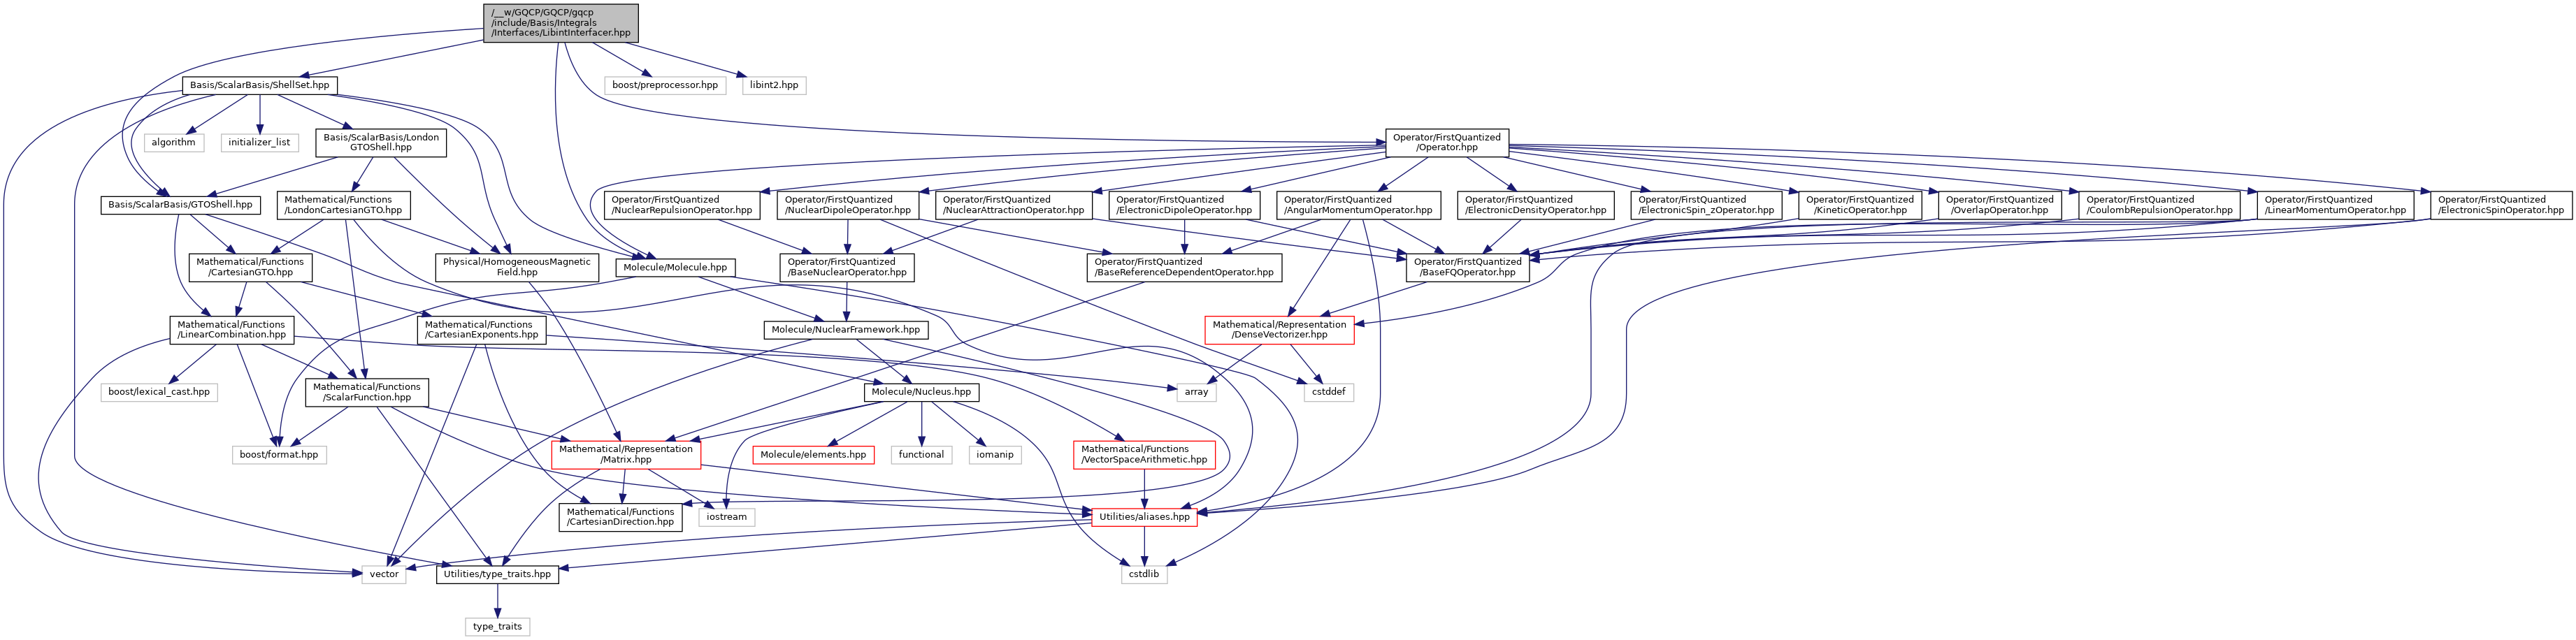 /__w/GQCP/GQCP/gqcp
/include/Basis/Integrals
/Interfaces/LibintInterfacer.hpp
Basis/ScalarBasis/ShellSet.hpp
boost/preprocessor.hpp
libint2.hpp
algorithm
initializer_list
Basis/ScalarBasis/London
GTOShell.hpp
Operator/FirstQuantized
/Operator.hpp
Basis/ScalarBasis/GTOShell.hpp
Mathematical/Functions
/LondonCartesianGTO.hpp
Operator/FirstQuantized
/NuclearRepulsionOperator.hpp
Operator/FirstQuantized
/NuclearDipoleOperator.hpp
Operator/FirstQuantized
/NuclearAttractionOperator.hpp
Operator/FirstQuantized
/ElectronicDipoleOperator.hpp
Operator/FirstQuantized
/AngularMomentumOperator.hpp
Operator/FirstQuantized
/ElectronicDensityOperator.hpp
Operator/FirstQuantized
/ElectronicSpin_zOperator.hpp
Operator/FirstQuantized
/KineticOperator.hpp
Operator/FirstQuantized
/OverlapOperator.hpp
Operator/FirstQuantized
/CoulombRepulsionOperator.hpp
Operator/FirstQuantized
/LinearMomentumOperator.hpp
Operator/FirstQuantized
/ElectronicSpinOperator.hpp
Mathematical/Functions
/CartesianGTO.hpp
Physical/HomogeneousMagnetic
Field.hpp
Molecule/Molecule.hpp
Operator/FirstQuantized
/BaseNuclearOperator.hpp
Operator/FirstQuantized
/BaseReferenceDependentOperator.hpp
Operator/FirstQuantized
/BaseFQOperator.hpp
Mathematical/Functions
/LinearCombination.hpp
Mathematical/Functions
/CartesianExponents.hpp
Molecule/NuclearFramework.hpp
Mathematical/Representation
/DenseVectorizer.hpp
boost/lexical_cast.hpp
Mathematical/Functions
/ScalarFunction.hpp
Molecule/Nucleus.hpp
array
cstddef
boost/format.hpp
Mathematical/Representation
/Matrix.hpp
Molecule/elements.hpp
functional
iomanip
Mathematical/Functions
/VectorSpaceArithmetic.hpp
Mathematical/Functions
/CartesianDirection.hpp
iostream
Utilities/aliases.hpp
vector
Utilities/type_traits.hpp
cstdlib
type_traits